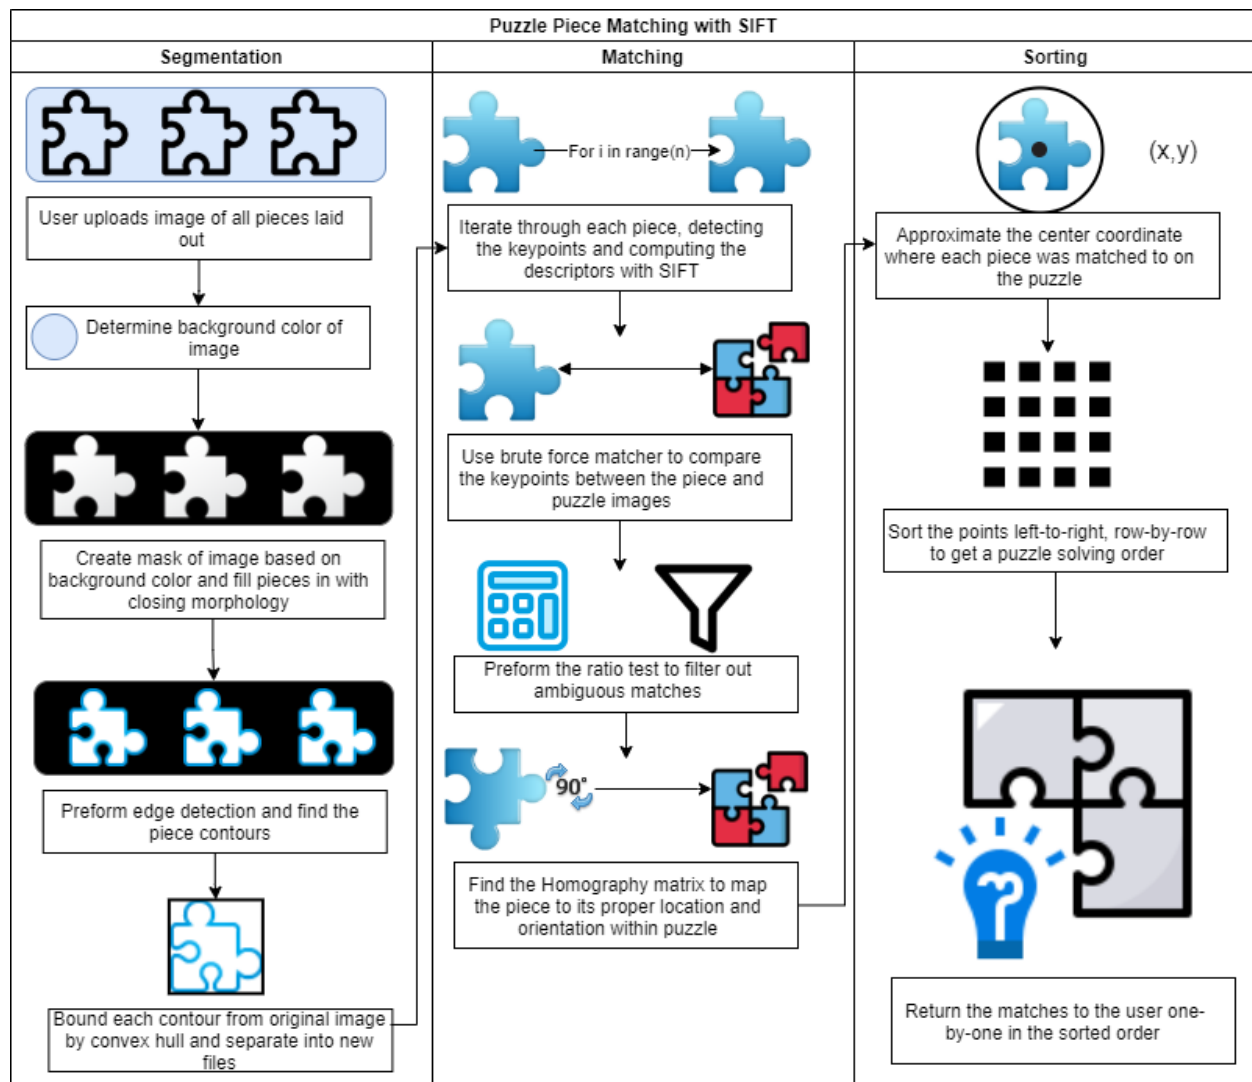 Puzzle Piece Matching with SIFT
Segmentation
User uploads image of all pieces laid
out
Determine background color of
image
Create mask of image based on
background color and fill pieces in with
closing morphology
Preform edge detection and find the
piece contours
Bound each contour from original image
by convex hull and separate into new
files
Matching
For i in range(n)
Iterate through each piece, detecting
the keypoints and computing the
descriptors with SIFT
Use brute force matcher to compare
the keypoints between the piece and
puzzle images
Preform the ratio test to filter out
ambiguous matches
90°
Find the Homography matrix to map
the piece to its proper location and
orientation within puzzle
Sorting
(x,y)
Approximate the center coordinate
where each piece was matched to on
the puzzle
Sort the points left-to-right, row-by-row
to get a puzzle solving order
Return the matches to the user one-
by-one in the sorted order